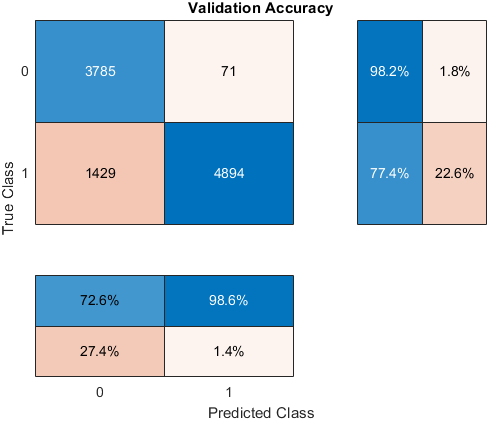 Validation Accuracy
0 3785 71 98.2% 1.8%
1 1429 4894 77.4% 22.6%
True Class
72.6% 98.6%
27.4% 1.4%
0 1
Predicted Class